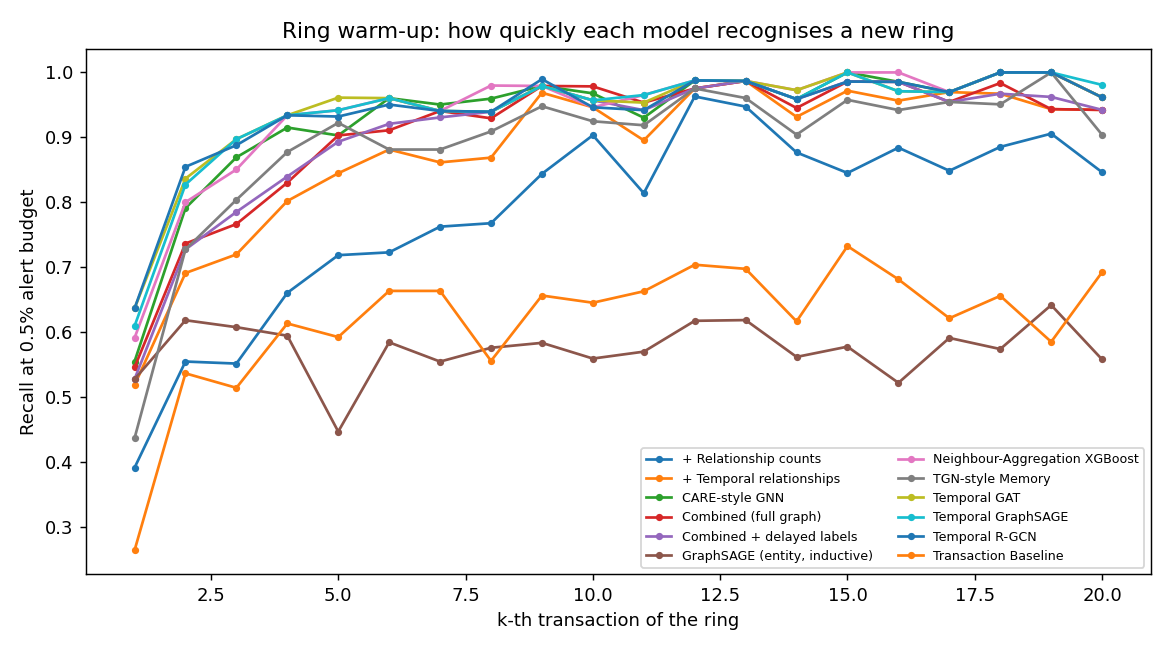 Ring warm-up: how quickly each model recognises a new ring
Recall at 0.5% alert budget
1.0
0.9
0.8
0.7
0.6
0.5
0.4
0.3
2.5
5.0
7.5
10.0
12.5
15.0
17.5
20.0
k-th transaction of the ring
+ Relationship counts
+ Temporal relationships
CARE-style GNN
Combined (full graph)
Combined + delayed labels
GraphSAGE (entity, inductive)
Neighbour-Aggregation XGBoost
TGN-style Memory
Temporal GAT
Temporal GraphSAGE
Temporal R-GCN
Transaction Baseline